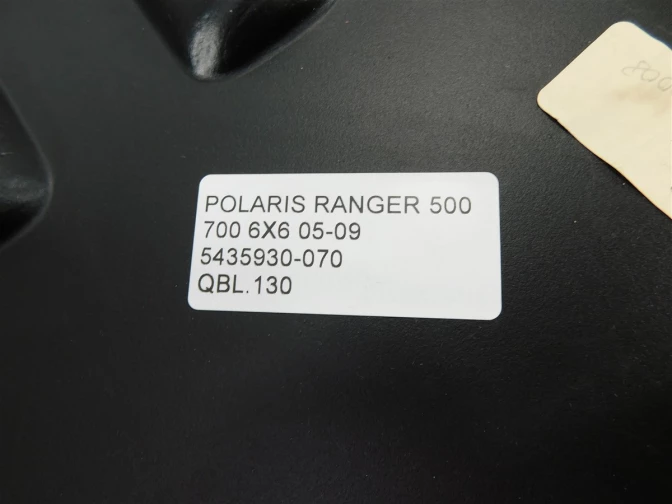 POLARIS RANGER 500
700 6X6 05-09
5435930-070
QBL.130